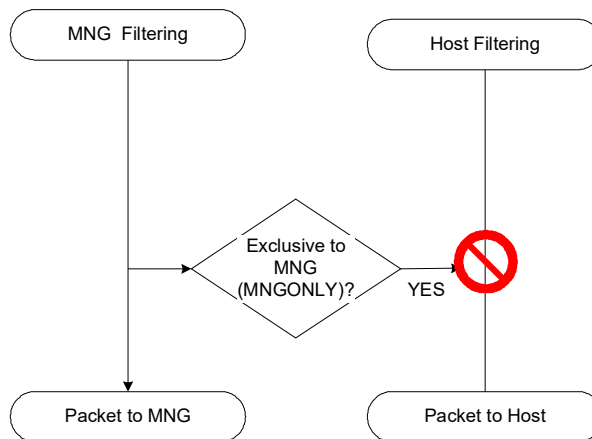 MNG Filtering
Host Filtering
Exclusive to
MNG
(MNGONLY)?
YES
Packet to MNG
Packet to Host